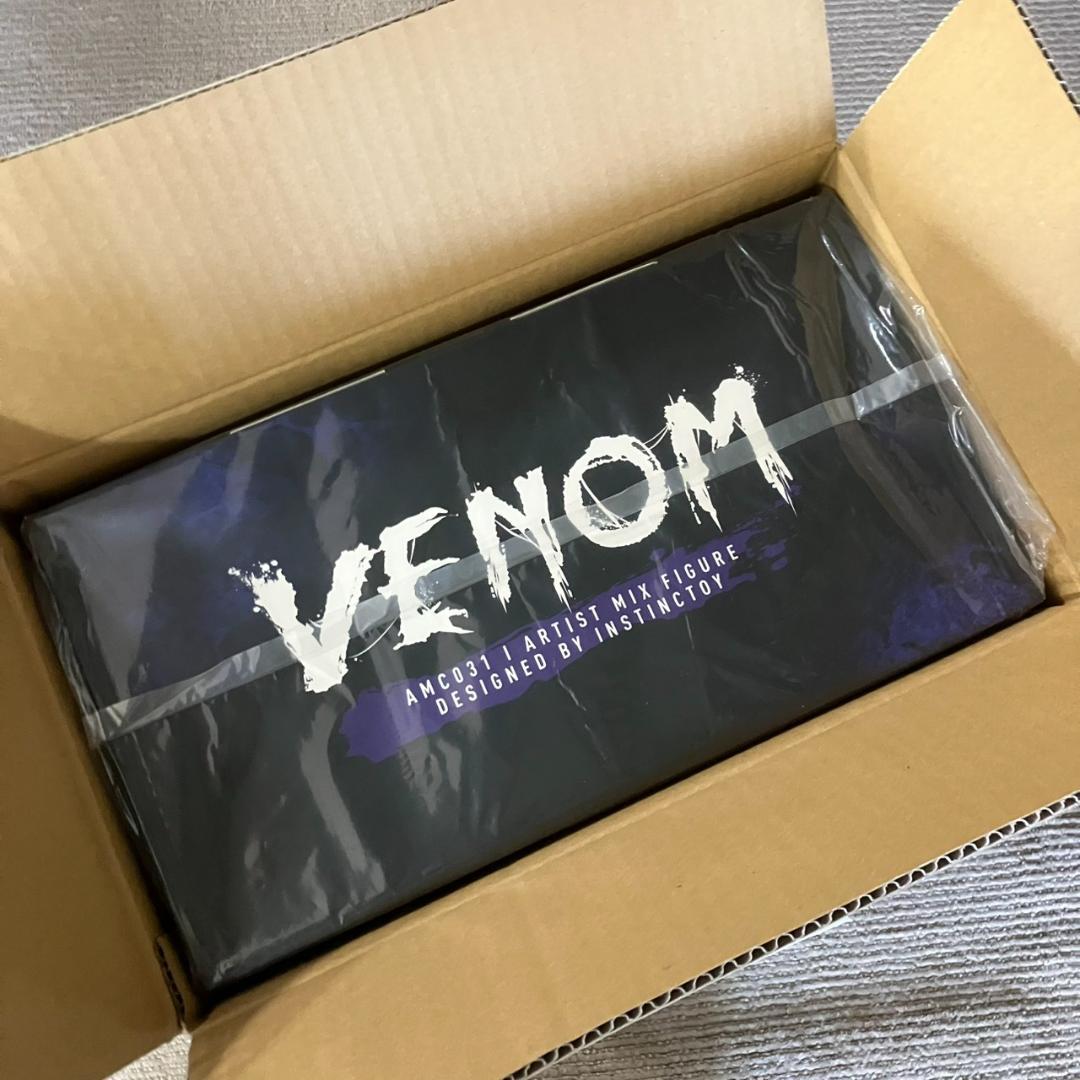 VENOM
AMC031 | ARTIST MIX FIGURE
DESIGNED BY INSTINCTOY